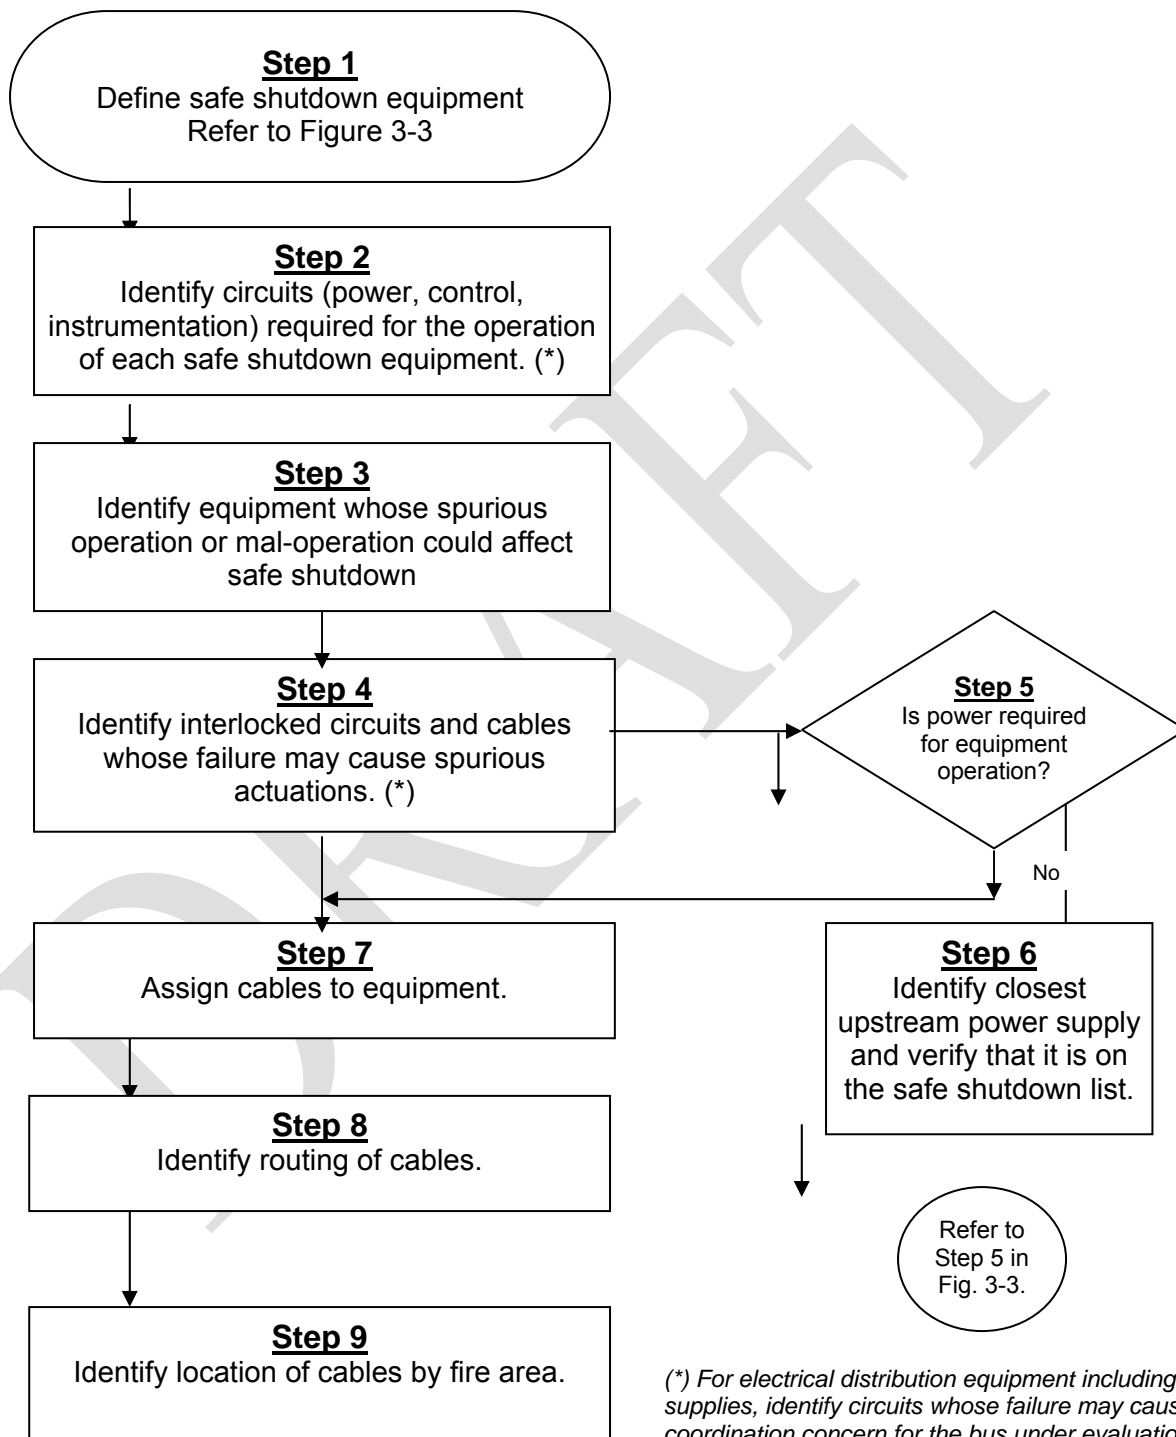 Step 1
Define safe shutdown equipment
Refer to Figure 3-3
Step 2
Identify circuits (power, control,
instrumentation) required for the operation
of each safe shutdown equipment. (*)
Step 3
Identify equipment whose spurious
operation or mal-operation could affect
safe shutdown
Step 4
Identify interlocked circuits and cables
whose failure may cause spurious
actuations. (*)
Step 5
Is power required
for equipment
operation?
No
Step 6
Identify closest
upstream power supply
and verify that it is on
the safe shutdown list.
Step 7
Assign cables to equipment.
Step 8
Identify routing of cables.
Refer to
Step 5 in
Fig. 3-3.
Step 9
Identify location of cables by fire area.
(*) For electrical distribution equipment including
supplies, identify circuits whose failure may caus
coordination concern for the bus under evaluatio
DRAFT